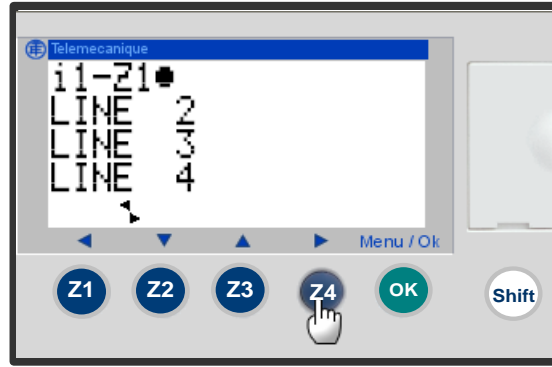 Telemecanique
i1-Z1●
LINE 2
LINE 3
LINE 4
Menu / Ok
Z1 Z2 Z3 Z4 OK Shift